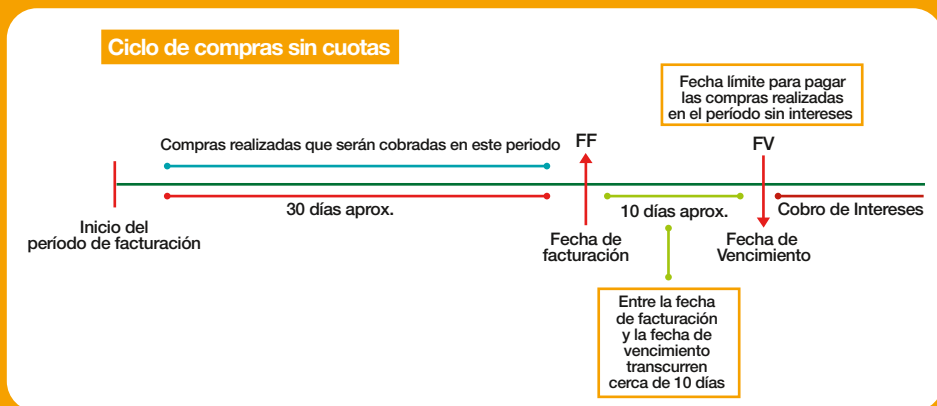 Ciclo de compras sin cuotas
Fecha límite para pagar
las compras realizadas
en el período sin intereses
Compras realizadas que serán cobradas en este periodo
FF
FV
30 días aprox.
10 días aprox.
Cobro de Intereses
Inicio del
período de facturación
Fecha de
facturación
Fecha de
Vencimiento
Entre la fecha
de facturación
y la fecha de
vencimiento
transcurren
cerca de 10 días